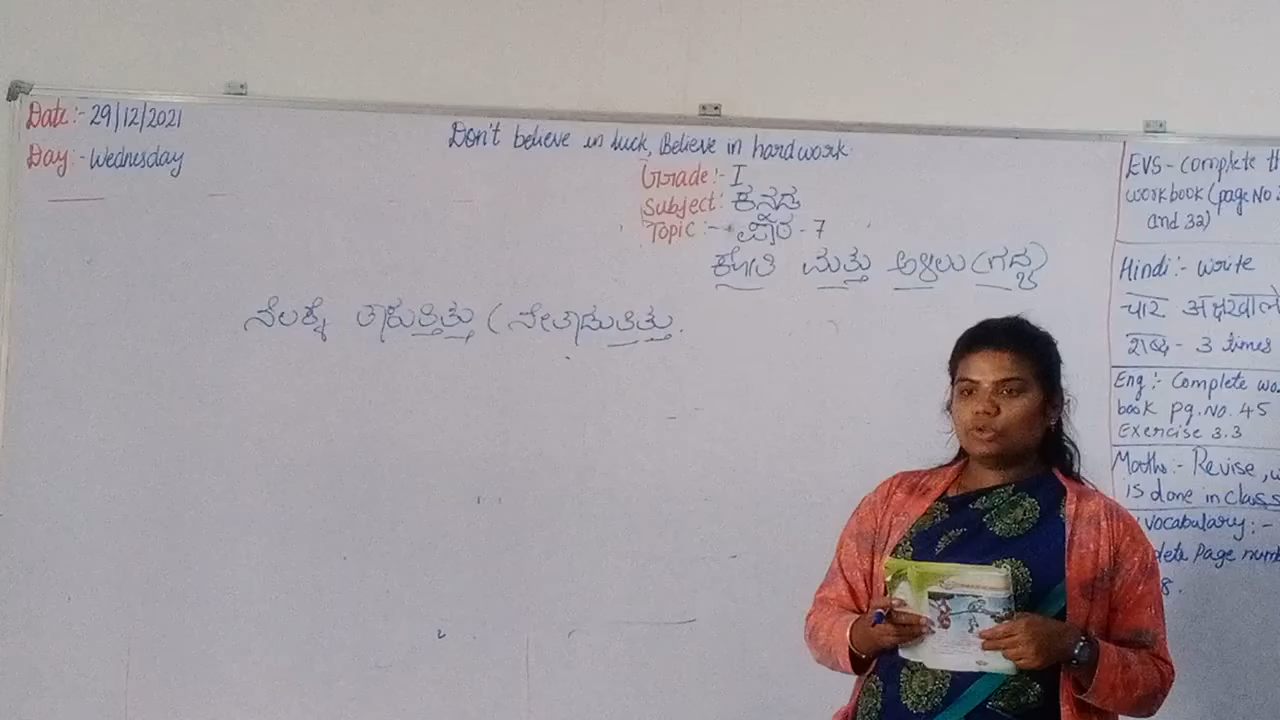 Date:- 29/12/2021
Day:- Wednesday
Don't believe in luck, Believe in hardwork.
Grade:- I
Subject: ಕನ್ನಡ
Topic:- ಪಾಠ - 7
ಕೋತಿ ಮತ್ತು ಅಳಿಲು (ಗದ್ಯ)
ನೆಲಕ್ಕೆ ತಾಕುತ್ತಿತ್ತು (ನೇತಾಡುತ್ತಿತ್ತು.
EVS - complete th
workbook (page No 3
and 32)
Hindi:- write
चार अक्षरवाले
शब्द - 3 times
Eng:- Complete wo
book pg.No. 45
Exercise 3.3
Maths:- Revise, w
is done in class
vocabulary:-
lete Page numb
8.